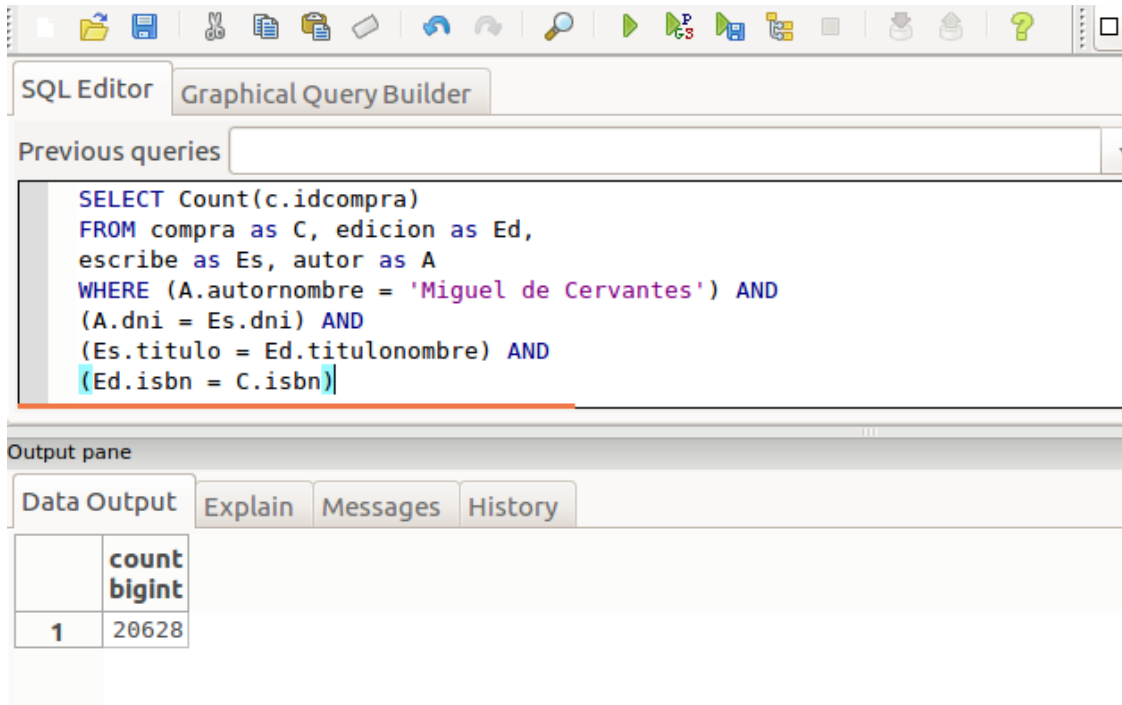 SQL Editor Graphical Query Builder
Previous queries
SELECT Count(c.idcompra)
FROM compra as C, edicion as Ed,
escribe as Es, autor as A
WHERE (A.autornombre = 'Miguel de Cervantes') AND
(A.dni = Es.dni) AND
(Es.titulo = Ed.titulonombre) AND
(Ed.isbn = C.isbn)
Output pane
Data Output Explain Messages History
count
bigint
1 20628